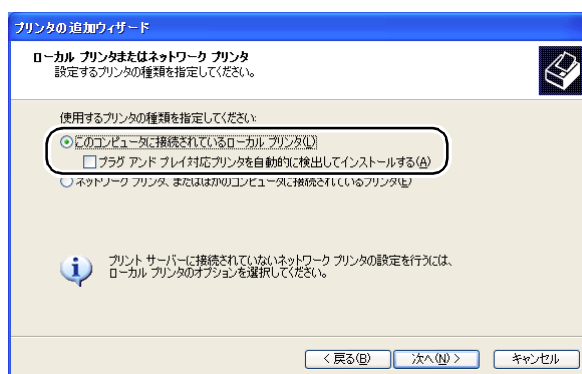 プリンタの追加ウィザード
ローカル プリンタまたはネットワーク プリンタ
設定するプリンタの種類を指定してください。
使用するプリンタの種類を指定してください:
このコンピュータに接続されているローカル プリンタ(L)
プラグ アンド プレイ対応プリンタを自動的に検出してインストールする(A)
ネットワーク プリンタ、またはほかのコンピュータに接続されているプリンタ(E)
プリント サーバーに接続されていないネットワーク プリンタの設定を行うには、
ローカル プリンタのオプションを選択してください。
< 戻る(B) 次へ(N) > キャンセル